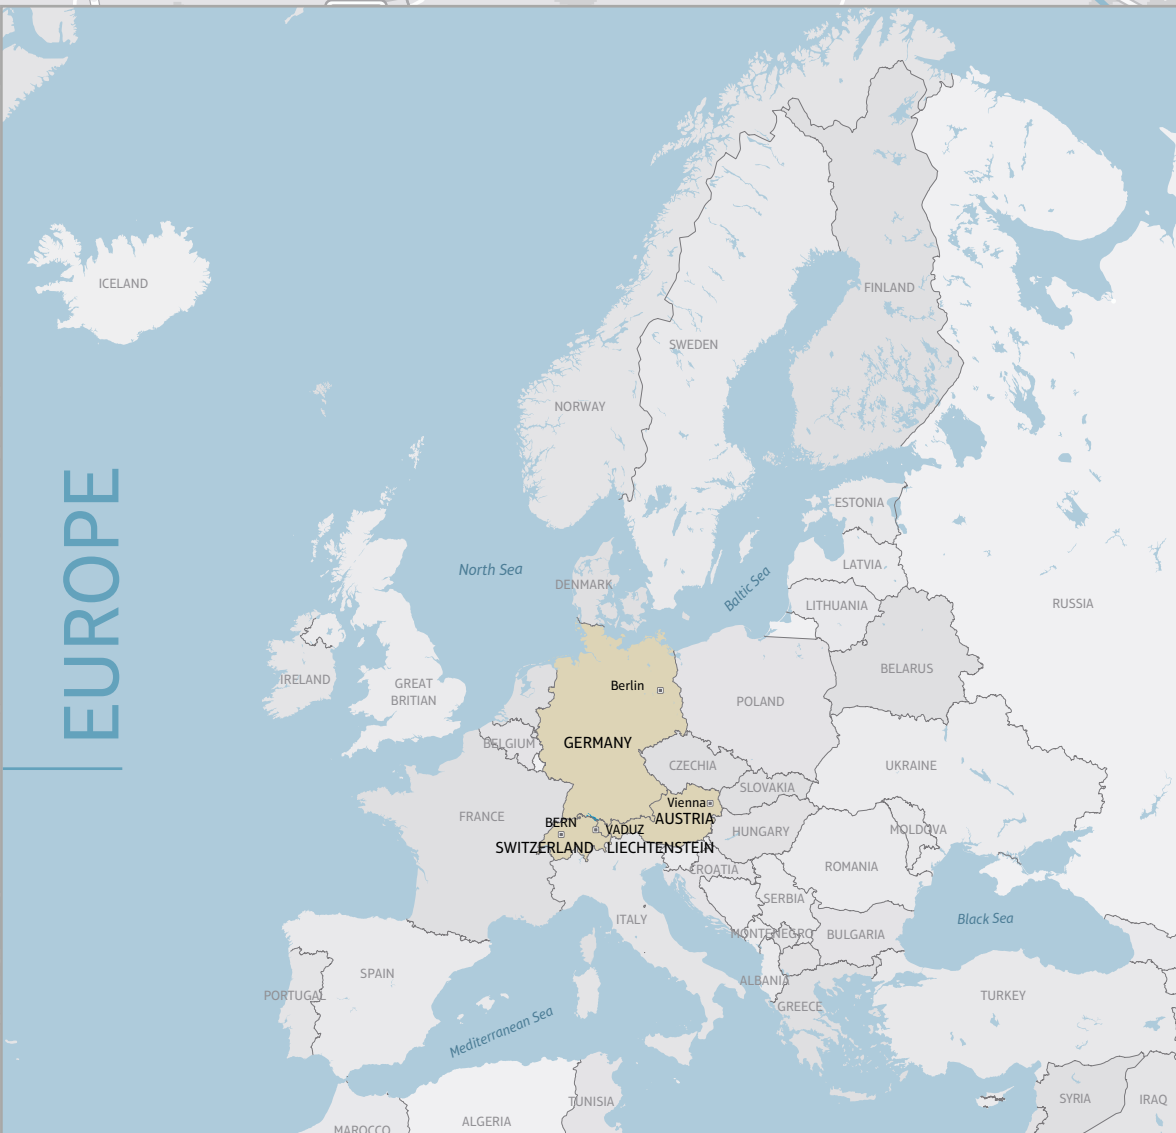 ICELAND
FINLAND
SWEDEN
NORWAY
EUROPE
ESTONIA
North Sea
LATVIA
DENMARK
Baltic Sea
LITHUANIA
RUSSIA
BELARUS
IRELAND
GREAT
BRITIAN
Berlin
POLAND
BELGIUM
GERMANY
CZECHIA
UKRAINE
SLOVAKIA
Vienna
FRANCE
AUSTRIA
BERN
VADUZ
HUNGARY
MOLDOVA
SWITZERLAND
LIECHTENSTEIN
CROATIA
ROMANIA
SERBIA
ITALY
Black Sea
MONTENEGRO
BULGARIA
SPAIN
ALBANIA
PORTUGAL
GREECE
TURKEY
Mediterranean Sea
TUNISIA
SYRIA
IRAQ
ALGERIA
MAROCCO